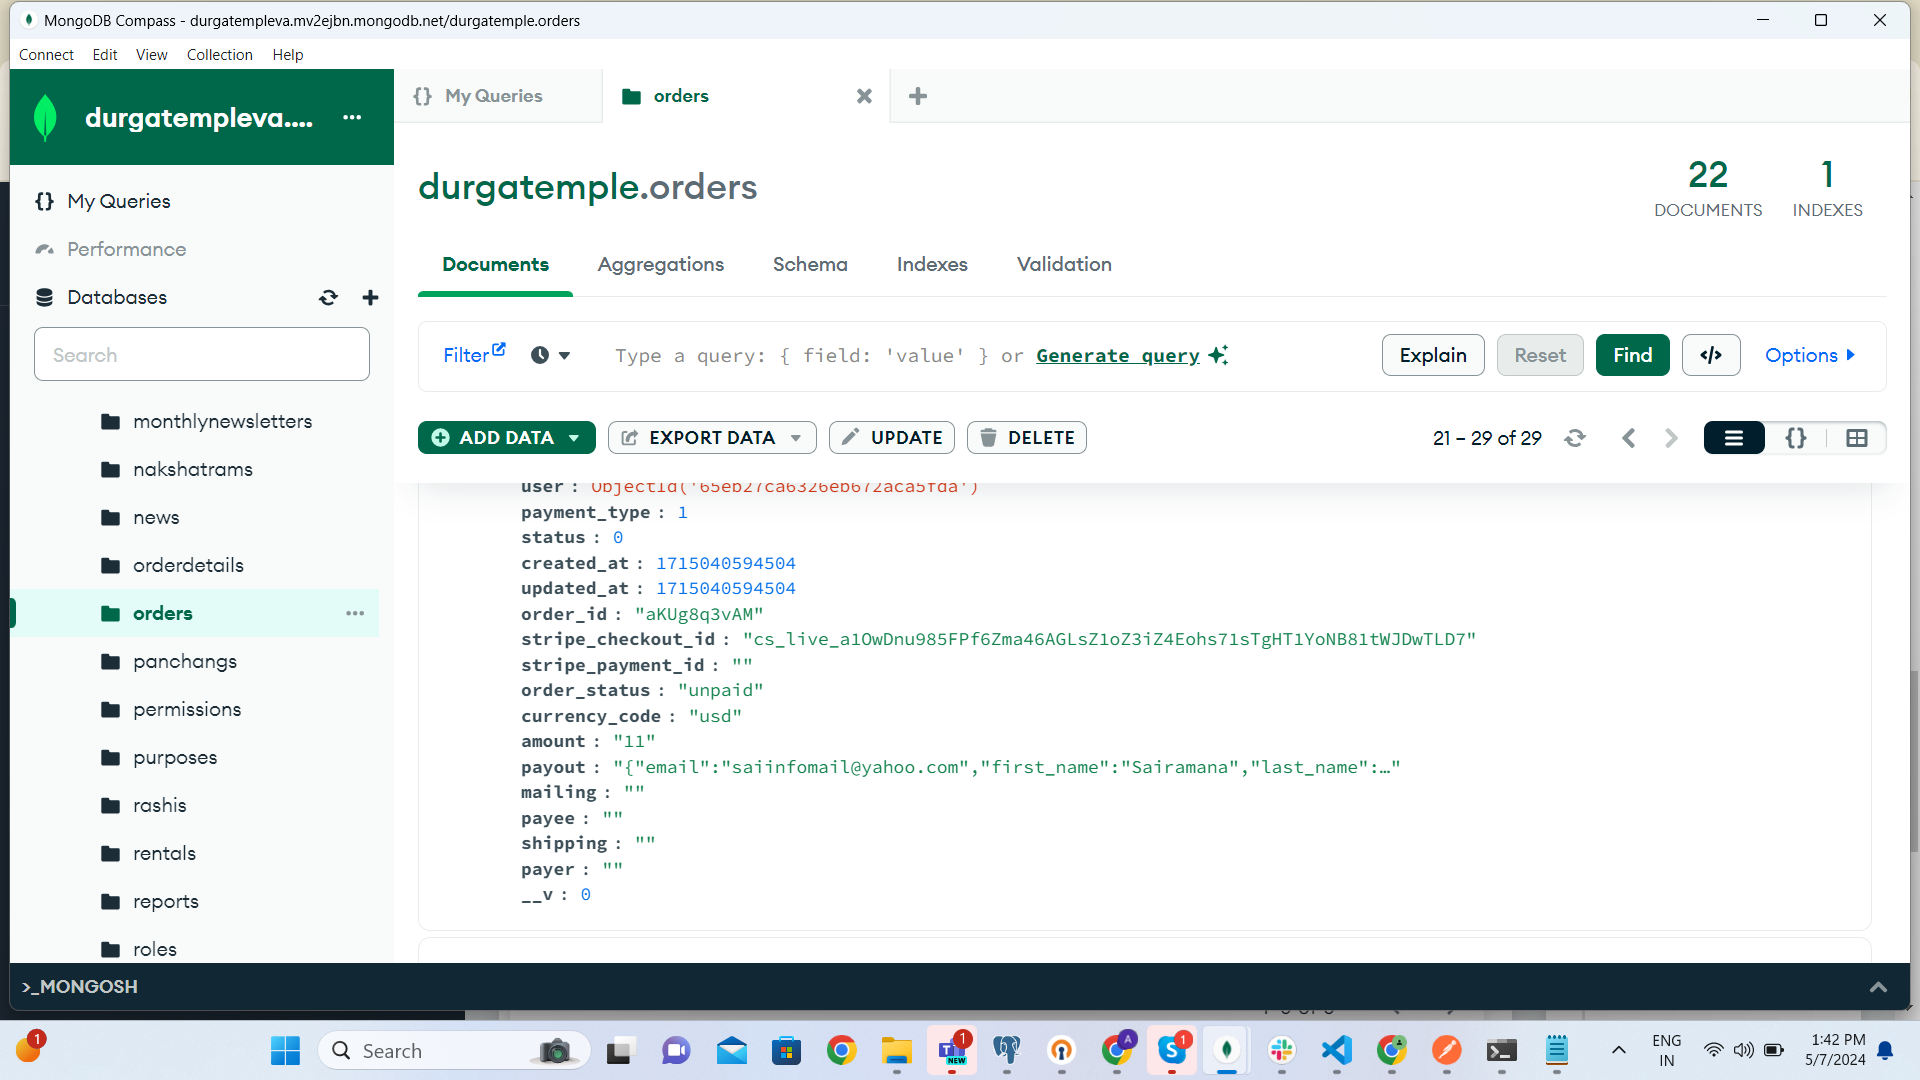 MongoDB Compass - durgatempleva.mv2ejbn.mongodb.net/durgatemple.orders
Connect Edit View Collection Help
durgatempleva....
{} My Queries
orders
My Queries
Performance
Databases
Search
monthlynewsletters
nakshatrams
news
orderdetails
orders
panchangs
permissions
purposes
rashis
rentals
reports
roles
durgatemple.orders
22
DOCUMENTS
1
INDEXES
Documents Aggregations Schema Indexes Validation
Filter Type a query: { field: 'value' } or Generate query Explain Reset Find </> Options
ADD DATA EXPORT DATA UPDATE DELETE 21 – 29 of 29 {}
user : ObjectId('65eb27ca6326eb672aca5fda')
payment_type : 1
status : 0
created_at : 1715040594504
updated_at : 1715040594504
order_id : "aKUg8q3vAM"
stripe_checkout_id : "cs_live_a1OwDnu985FPf6Zma46AGLsZ1oZ3iZ4Eohs71sTgHT1YoNB81tWJDwTLD7"
stripe_payment_id : ""
order_status : "unpaid"
currency_code : "usd"
amount : "11"
payout : "{"email":"saiinfomail@yahoo.com","first_name":"Sairamana","last_name":…"
mailing : ""
payee : ""
shipping : ""
payer : ""
__v : 0
>_MONGOSH
1
Search
1
NEW
A
1
ENG
IN
1:42 PM
5/7/2024